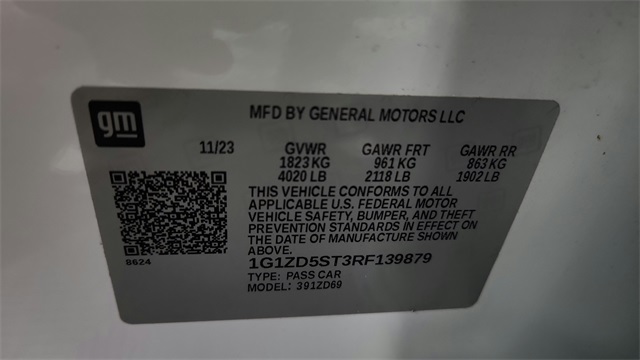 gm
MFD BY GENERAL MOTORS LLC
11/23 GVWR GAWR FRT GAWR RR
1823 KG 961 KG 863 KG
4020 LB 2118 LB 1902 LB
THIS VEHICLE CONFORMS TO ALL
APPLICABLE U.S. FEDERAL MOTOR
VEHICLE SAFETY, BUMPER, AND THEFT
PREVENTION STANDARDS IN EFFECT ON
THE DATE OF MANUFACTURE SHOWN
ABOVE.
8624
1G1ZD5ST3RF139879
TYPE: PASS CAR
MODEL: 391ZD69